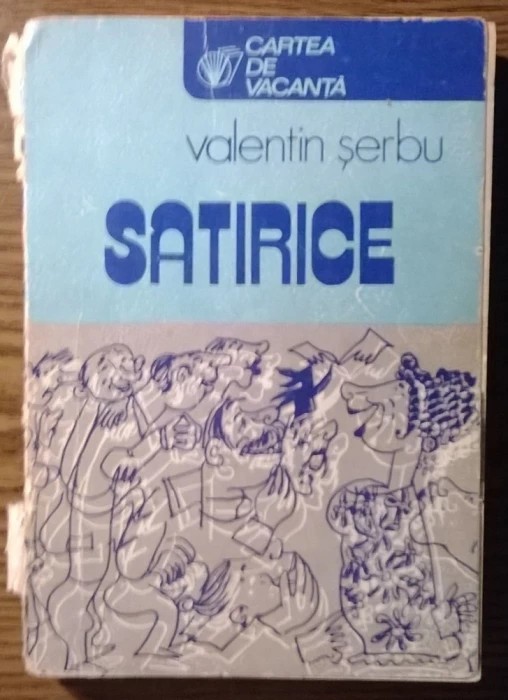 CARTEA
DE
VACANȚĂ
valentin șerbu
SATIRICE